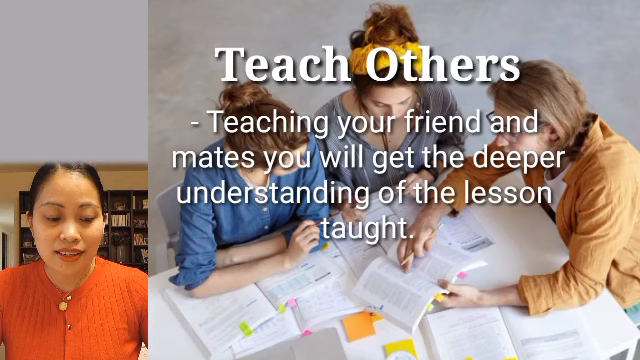 Teach Others
- Teaching your friend and
mates you will get the deeper
understanding of the lesson
taught.